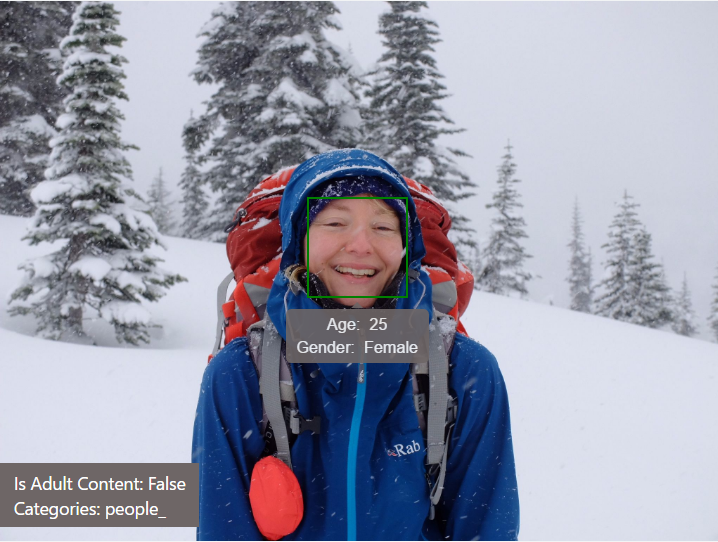 Age: 25
Gender: Female
Rab
Is Adult Content: False
Categories: people_